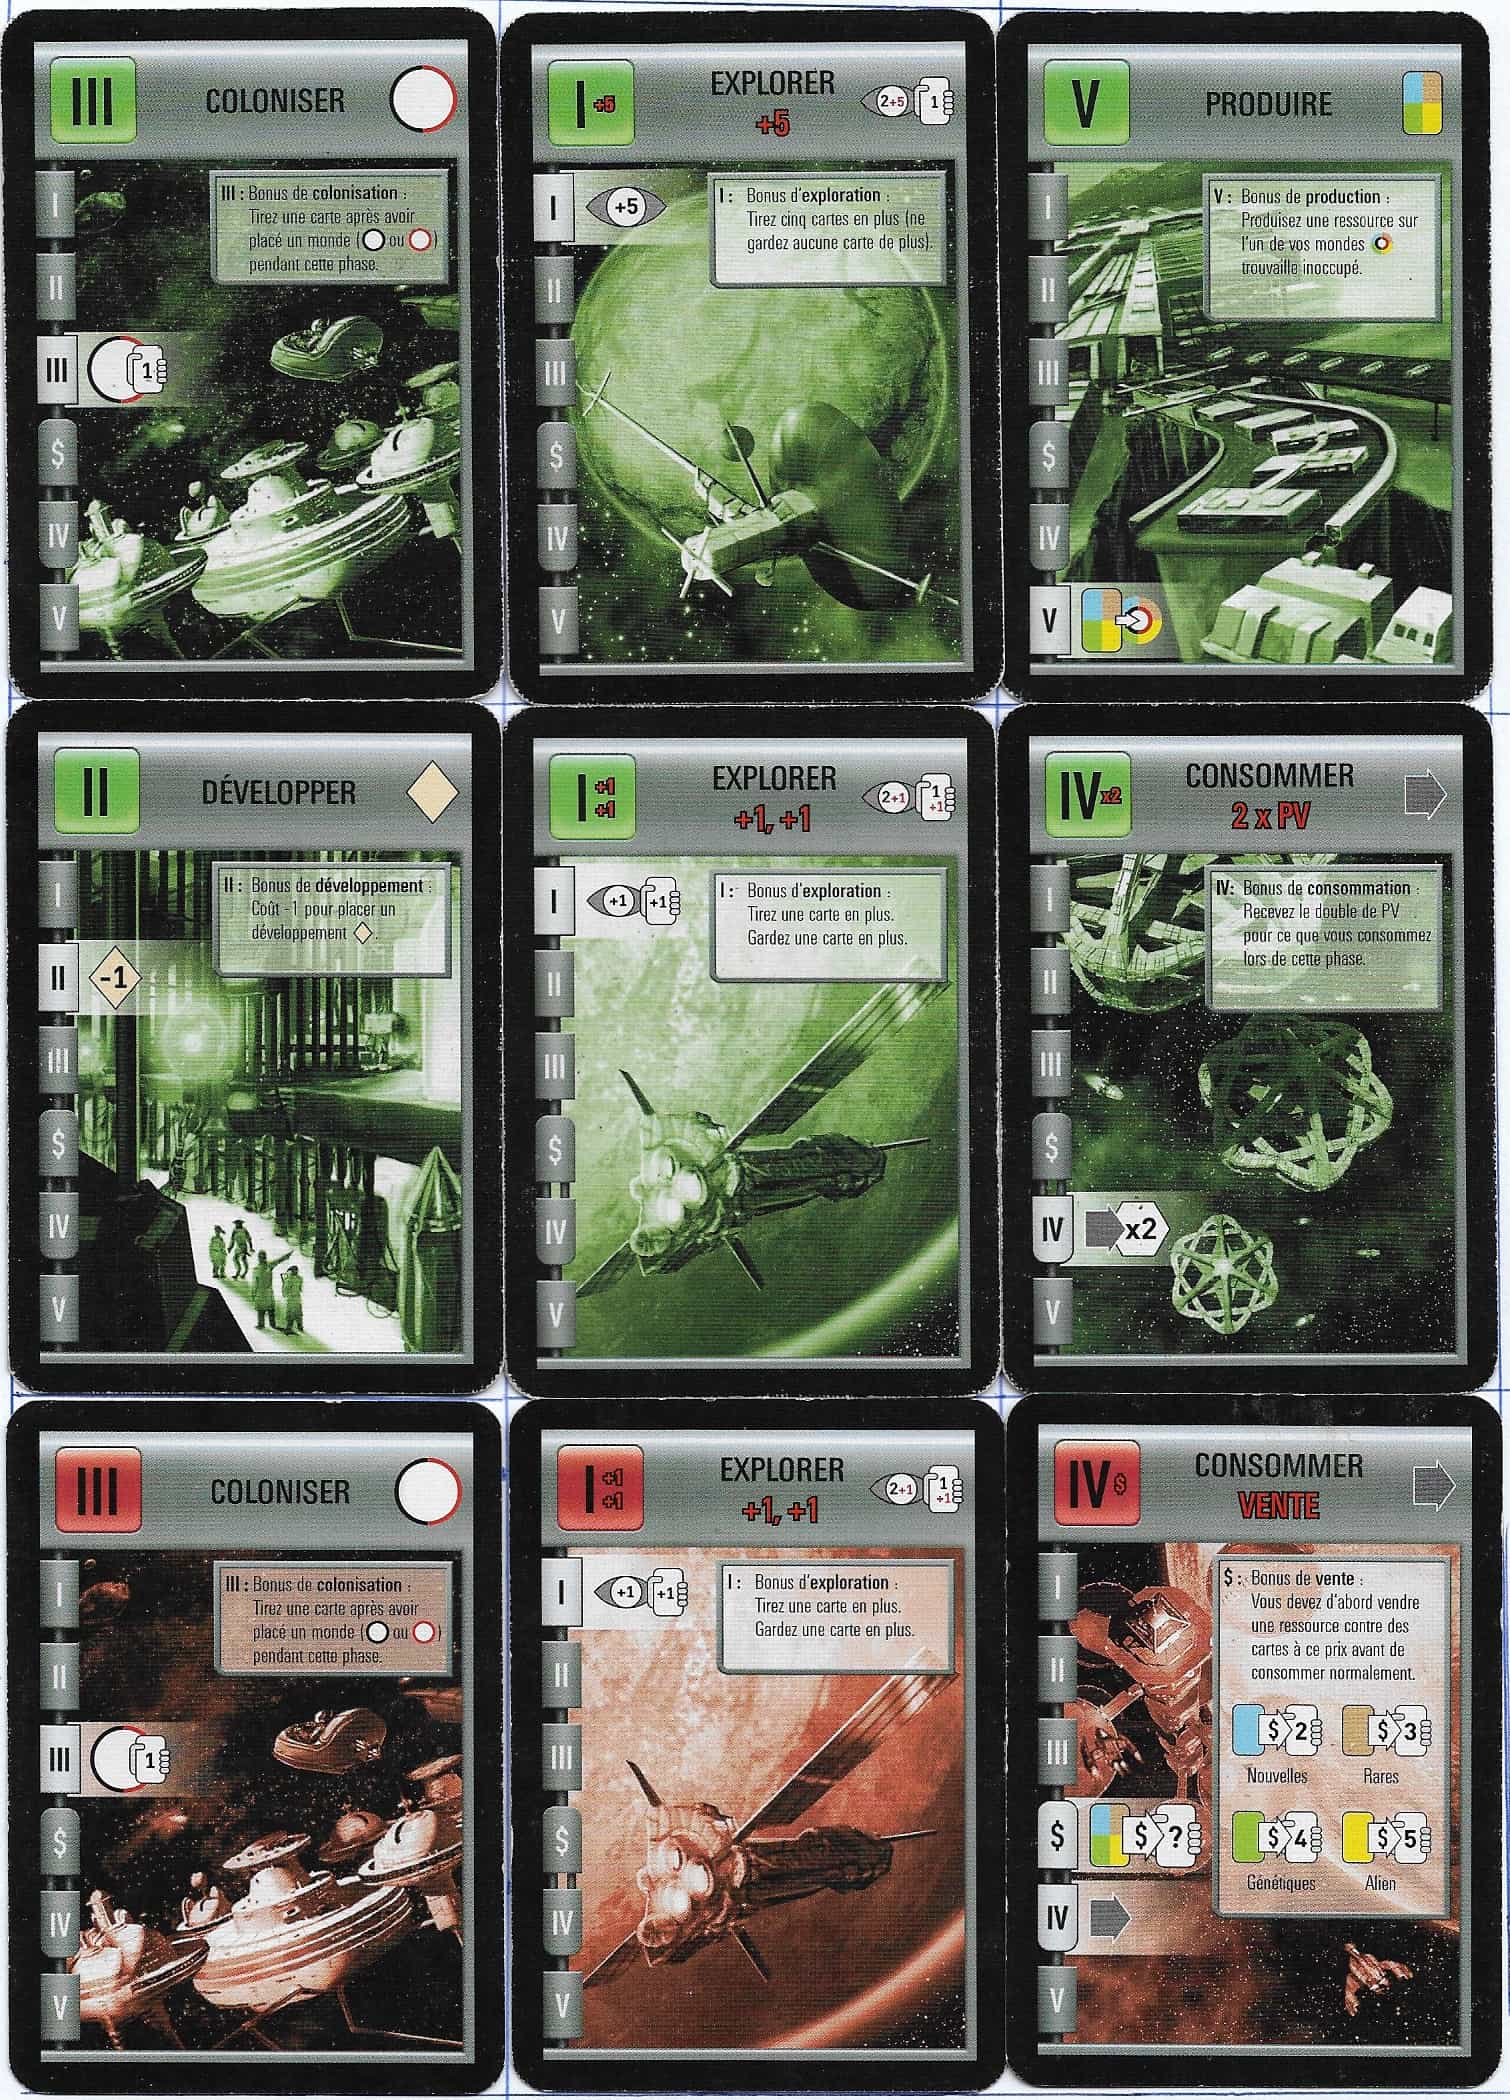 III
COLONISER
III : Bonus de colonisation :
Tirez une carte après avoir
placé un monde ( ou )
pendant cette phase.
I
II
III
1
$
IV
V
I +5
EXPLORER
+5
2+5
1
I : Bonus d'exploration :
Tirez cinq cartes en plus (ne
gardez aucune carte de plus).
I
+5
II
III
$
IV
V
V
PRODUIRE
V : Bonus de production :
Produisez une ressource sur
l'un de vos mondes
trouvaille inoccupé.
I
II
III
$
IV
V
II
DÉVELOPPER
II : Bonus de développement :
Coût -1 pour placer un
développement .
I
II
-1
III
$
IV
V
I +1 +1
EXPLORER
+1, +1
2+1
1 +1
I : Bonus d'exploration :
Tirez une carte en plus.
Gardez une carte en plus.
I
+1
+1
II
III
$
IV
V
IV x2
CONSOMMER
2 x PV
IV: Bonus de consommation :
Recevez le double de PV
pour ce que vous consommez
lors de cette phase.
I
II
III
$
IV
x2
V
III
COLONISER
III : Bonus de colonisation :
Tirez une carte après avoir
placé un monde ( ou )
pendant cette phase.
I
II
III
1
$
IV
V
I +1 +1
EXPLORER
+1, +1
2+1
1 +1
I : Bonus d'exploration :
Tirez une carte en plus.
Gardez une carte en plus.
I
+1
+1
II
III
$
IV
V
IV $
CONSOMMER
VENTE
$ : Bonus de vente :
Vous devez d'abord vendre
une ressource contre des
cartes à ce prix avant de
consommer normalement.
$ 2
$ 3
Nouvelles
Rares
$ 4
$ 5
Génétiques
Alien
I
II
III
$
$ ?
IV
V